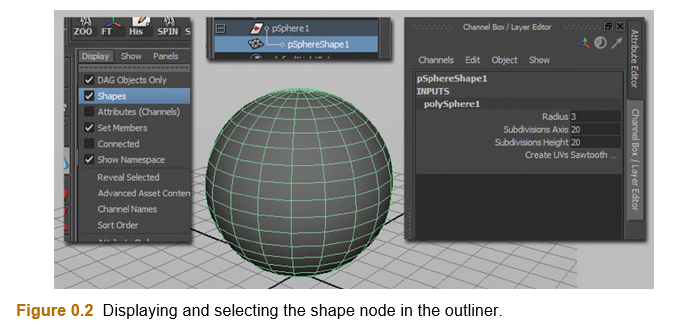 ZOO FT His SPIN S
Display Show Panels
DAG Objects Only
Shapes
Attributes (Channels)
Set Members
Connected
Show Namespace
Reveal Selected
Advanced Asset Conten
Channel Names
Sort Order
pSphere1
pSphereShape1
Channel Box / Layer Editor
Channels Edit Object Show
pSphereShape1
INPUTS
polySphere1
Radius 3
Subdivisions Axis 20
Subdivisions Height 20
Create UVs Sawtooth ...
Attribute Editor
Channel Box / Layer Editor
Figure 0.2 Displaying and selecting the shape node in the outliner.